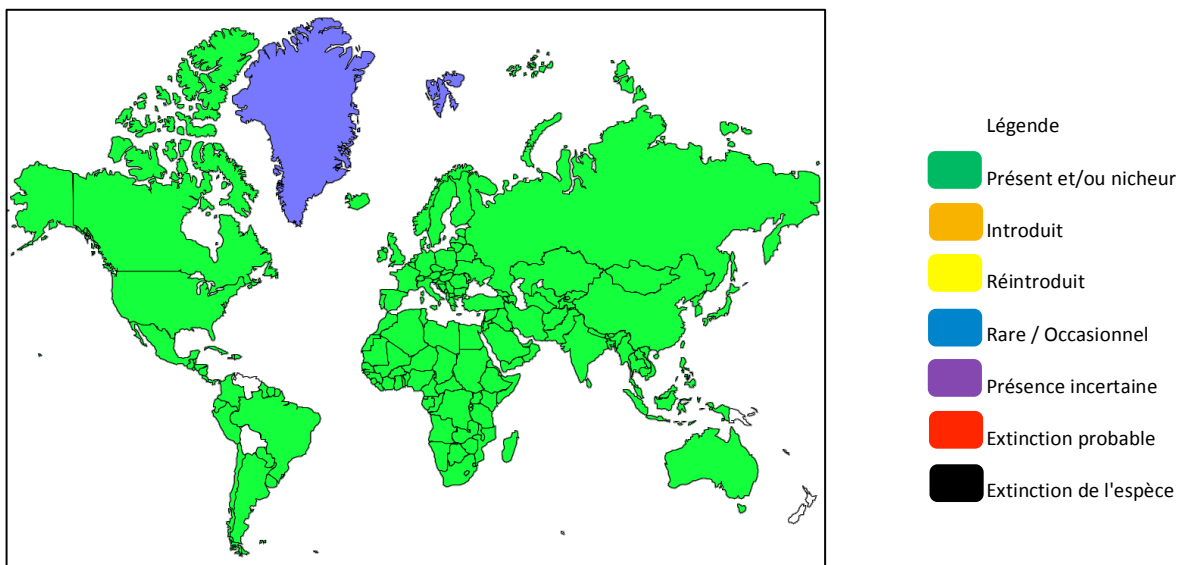 Légende
Présent et/ou nicheur
Introduit
Réintroduit
Rare / Occasionnel
Présence incertaine
Extinction probable
Extinction de l'espèce